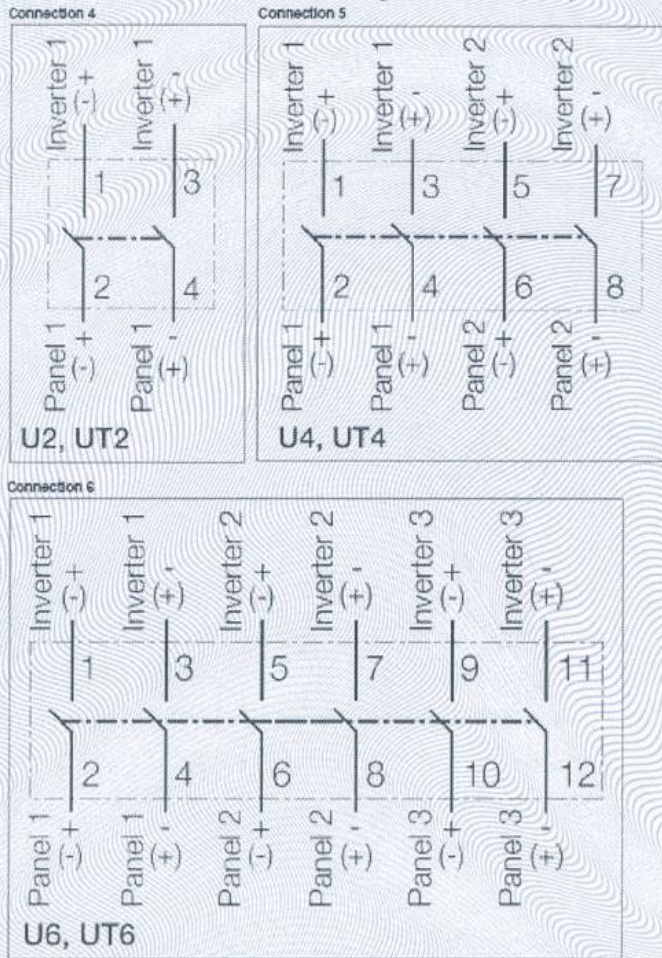 Connection 4
Inverter 1
(-) +
Inverter 1
(+) -
1
3
2
4
Panel 1
(-) +
Panel 1
(+) -
U2, UT2
Connection 5
Inverter 1
(-) +
Inverter 1
(+) -
Inverter 2
(-) +
Inverter 2
(+) -
1
3
5
7
2
4
6
8
Panel 1
(-) +
Panel 1
(+) -
Panel 2
(-) +
Panel 2
(+) -
U4, UT4
Connection 6
Inverter 1
(-) +
Inverter 1
(+) -
Inverter 2
(-) +
Inverter 2
(+) -
Inverter 3
(-) +
Inverter 3
(+) -
1
3
5
7
9
11
2
4
6
8
10
12
Panel 1
(-) +
Panel 1
(+) -
Panel 2
(-) +
Panel 2
(+) -
Panel 3
(-) +
Panel 3
(+) -
U6, UT6